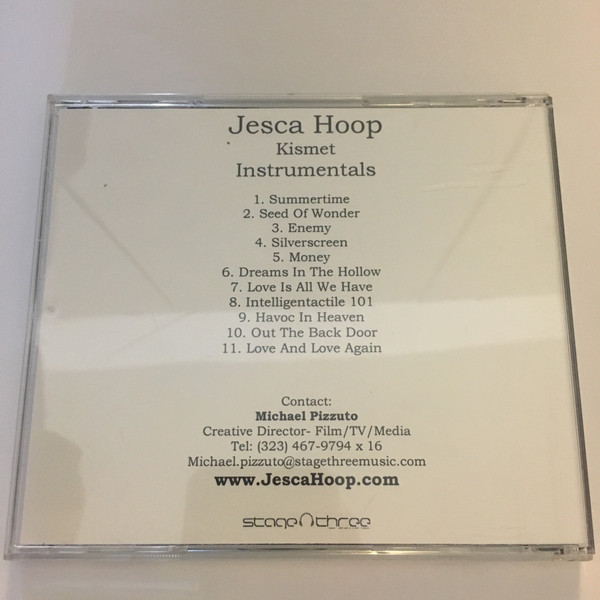 Jesca Hoop
Kismet
Instrumentals
1. Summertime
2. Seed Of Wonder
3. Enemy
4. Silverscreen
5. Money
6. Dreams In The Hollow
7. Love Is All We Have
8. Intelligentactile 101
9. Havoc In Heaven
10. Out The Back Door
11. Love And Love Again
Contact:
Michael Pizzuto
Creative Director- Film/TV/Media
Tel: (323) 467-9794 x 16
Michael.pizzuto@stagethreemusic.com
www.JescaHoop.com
stage three